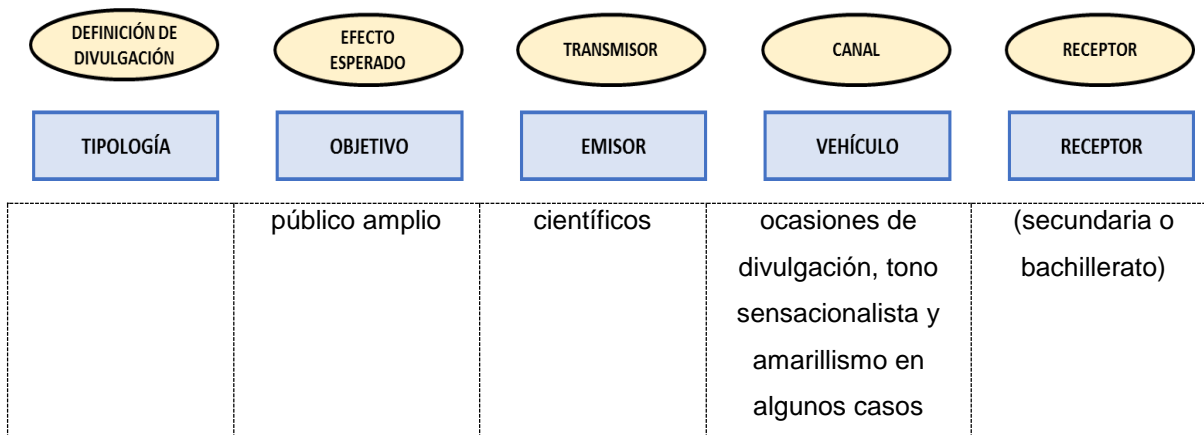 DEFINICIÓN DE
DIVULGACIÓN
EFECTO
ESPERADO
TRANSMISOR
CANAL
RECEPTOR
TIPOLOGÍA
OBJETIVO
EMISOR
VEHÍCULO
RECEPTOR
público amplio
científicos
ocasiones de
divulgación, tono
sensacionalista y
amarillismo en
algunos casos
(secundaria o
bachillerato)